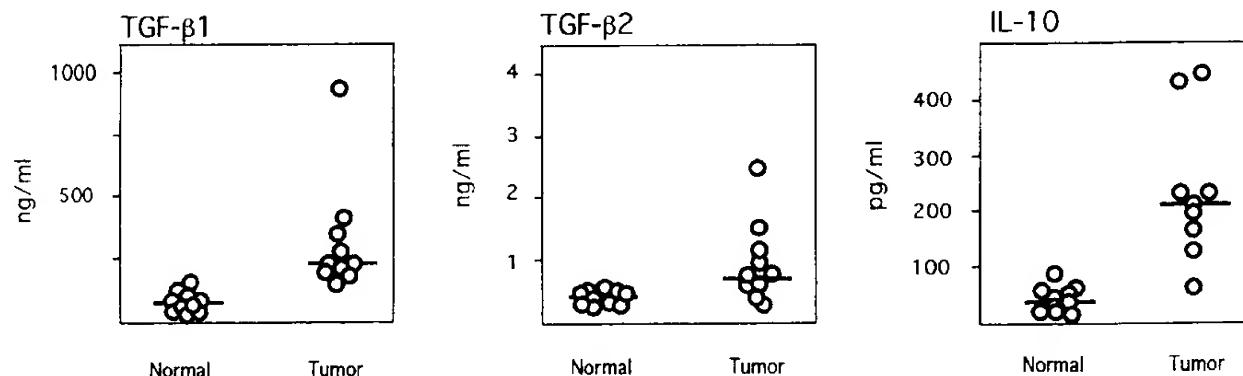 TGF-β1
1000
500
ng/ml
Normal Tumor
TGF-β2
4
3
2
1
ng/ml
Normal Tumor
IL-10
400
300
200
100
pg/ml
Normal Tumor